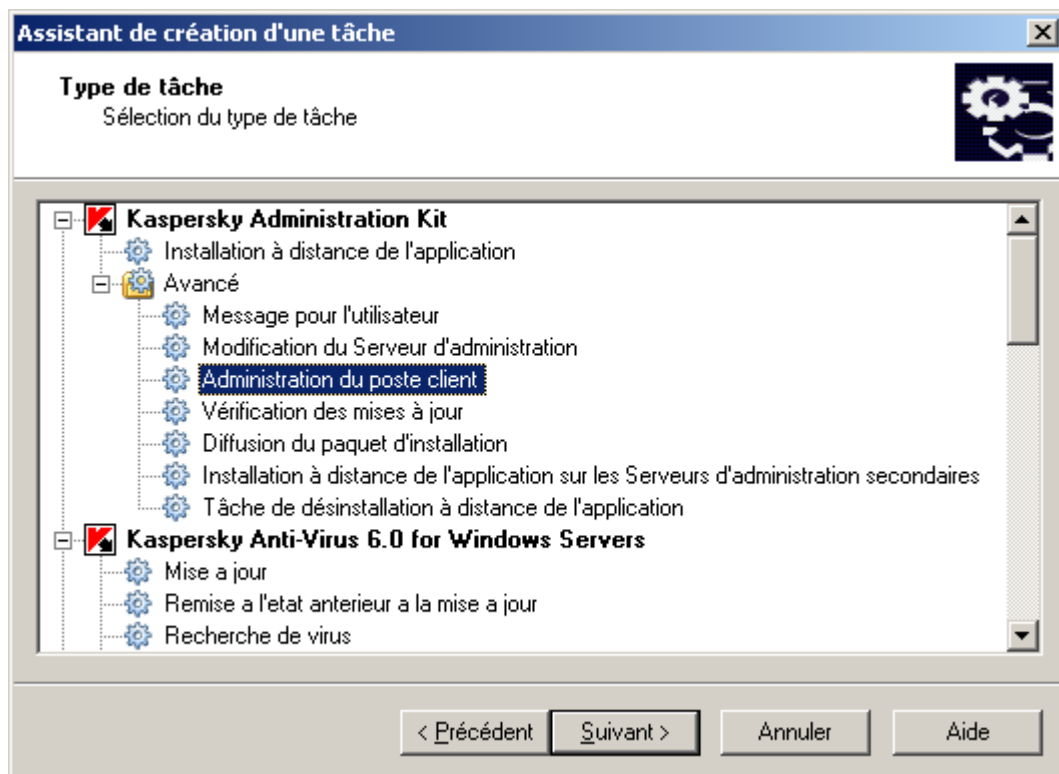 Assistant de création d'une tâche
Type de tâche
Sélection du type de tâche
Kaspersky Administration Kit
Installation à distance de l'application
Avancé
Message pour l'utilisateur
Modification du Serveur d'administration
Administration du poste client
Vérification des mises à jour
Diffusion du paquet d'installation
Installation à distance de l'application sur les Serveurs d'administration secondaires
Tâche de désinstallation à distance de l'application
Kaspersky Anti-Virus 6.0 for Windows Servers
Mise a jour
Remise a l'etat anterieur a la mise a jour
Recherche de virus
< Précédent Suivant > Annuler Aide